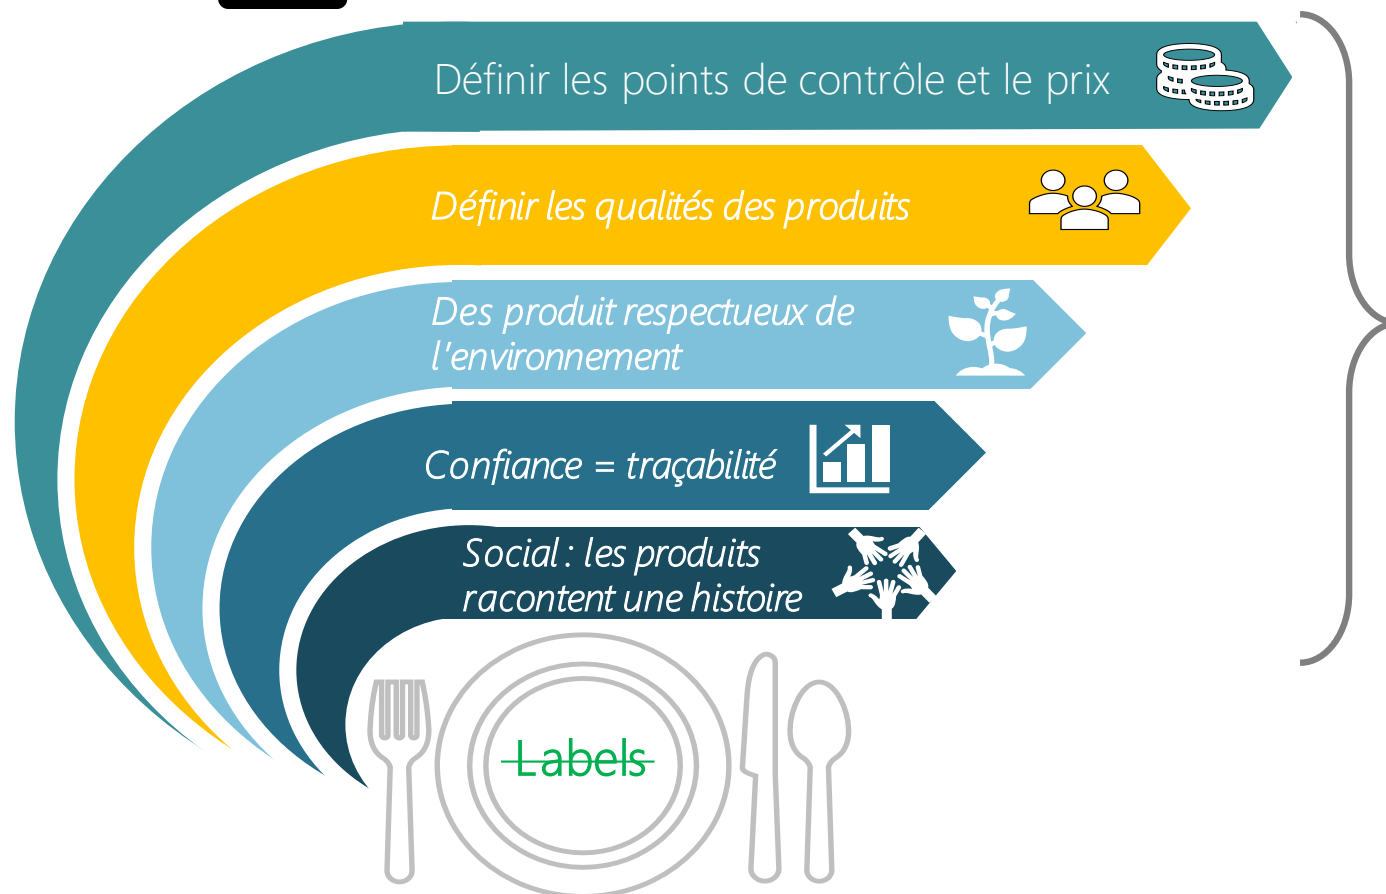 Définir les points de contrôle et le prix
Définir les qualités des produits
Des produit respectueux de
l'environnement
Confiance = traçabilité
Social : les produits
racontent une histoire
Labels